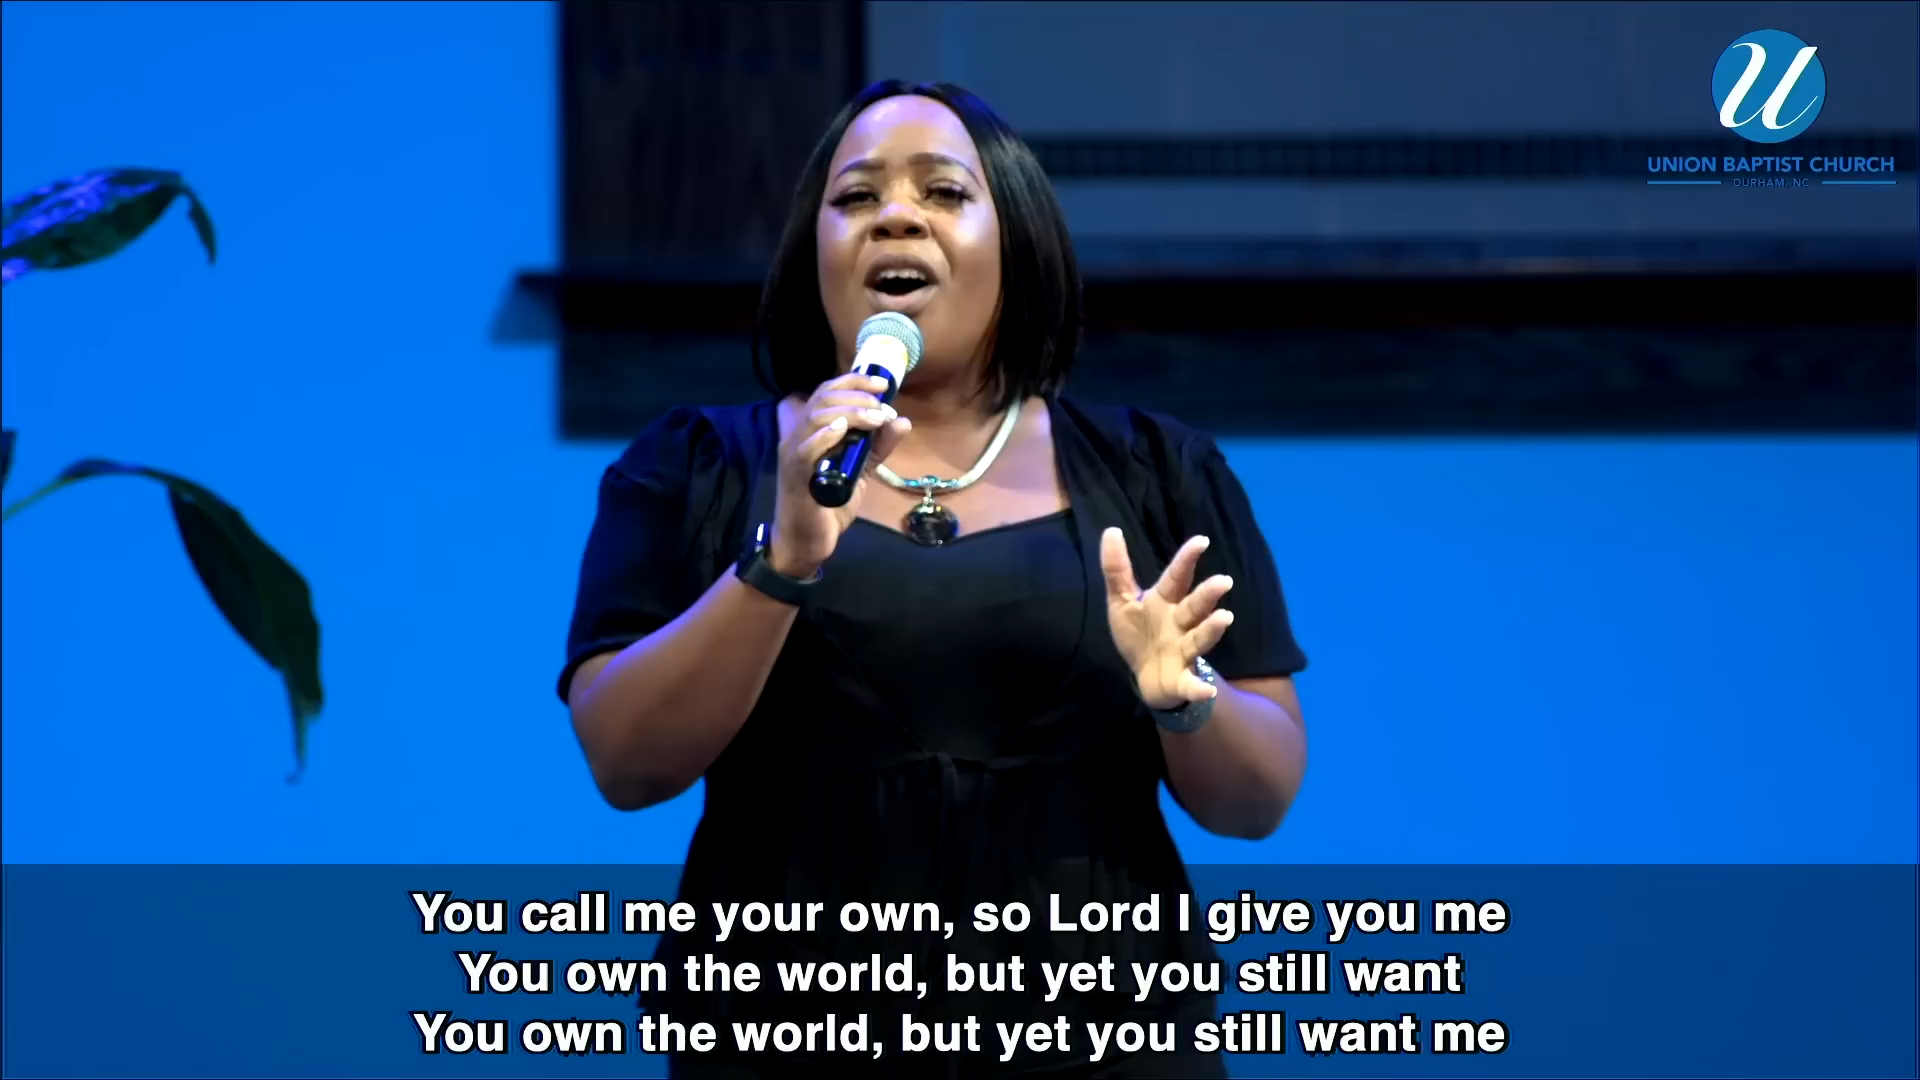 U
UNION BAPTIST CHURCH
DURHAM, NC
You call me your own, so Lord I give you me
You own the world, but yet you still want
You own the world, but yet you still want me